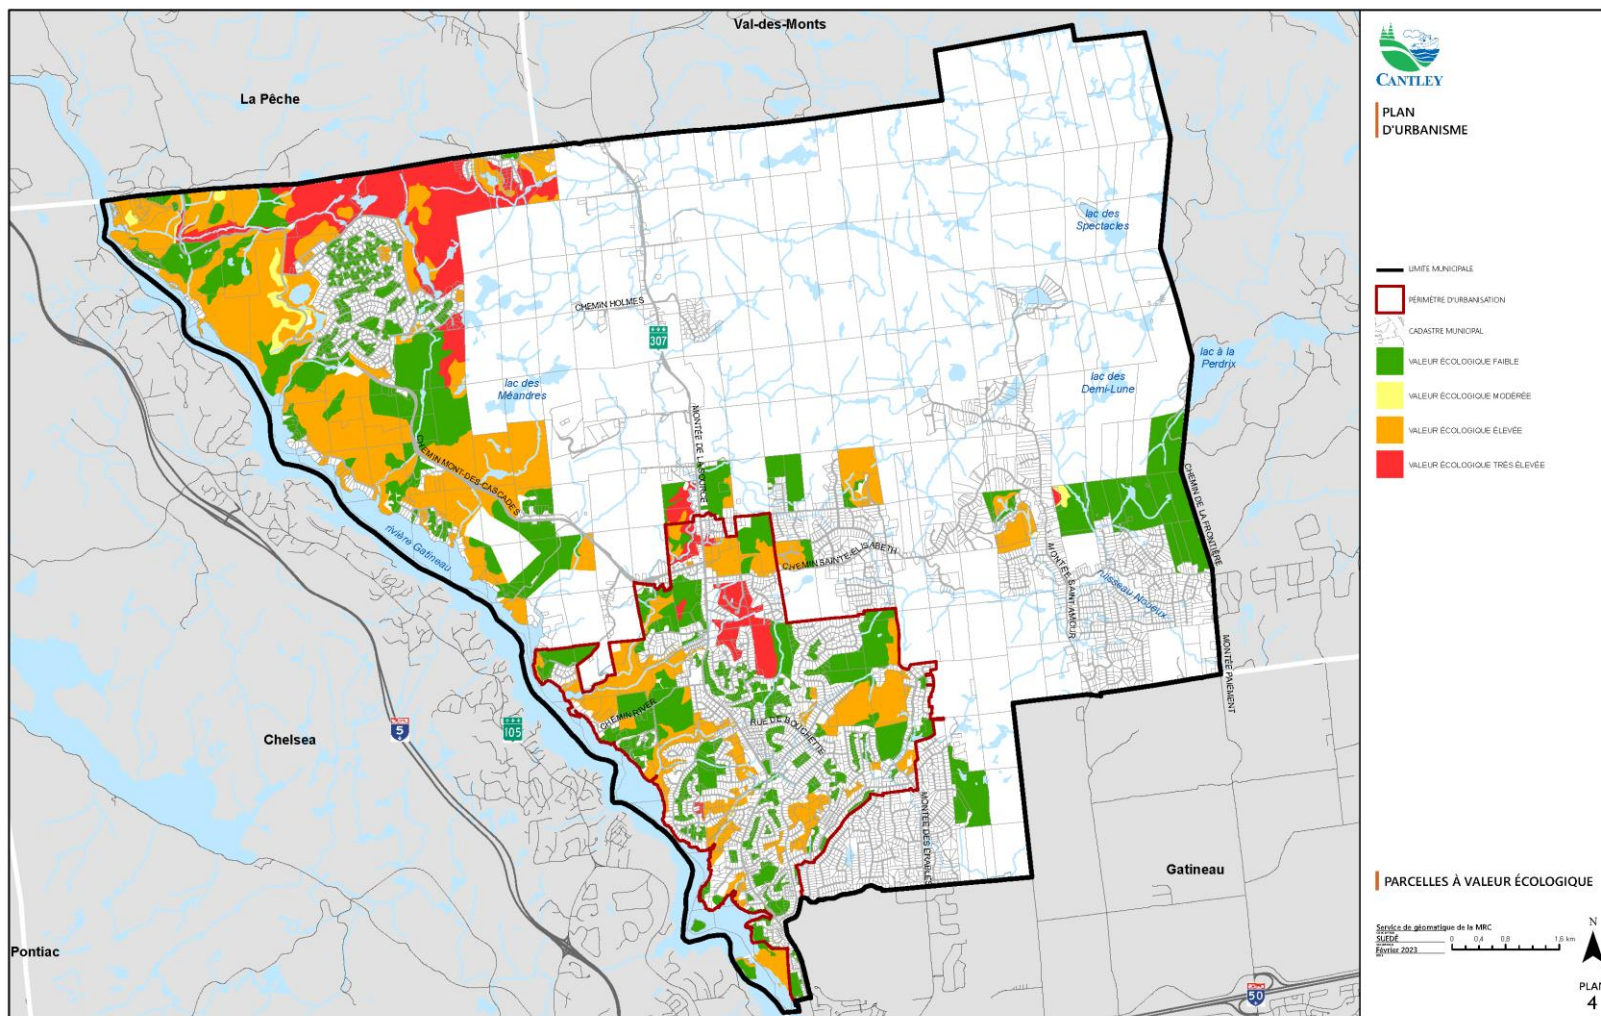 Val-des-Monts
La Pêche
lac des
Spectacles
CHEMIN HOLMES
307
lac à la
Perdrix
lac des
Méandres
lac des
Demi-Lune
MONTÉE DE LA SOURCE
CHEMIN MONT-DES-CASCADES
CHEMIN DE LA FRONTIÈRE
rivière Gatineau
CHEMIN SAINTE-ELISABETH
MONTÉE SAINT-AMOUR
ruisseau Noueux
MONTÉE PAIEMENT
CHEMIN RIVER
RUE DE BOUCHETTE
5
105
Chelsea
MONTÉE DES ERABLES
Gatineau
Pontiac
50
CANTLEY
PLAN
D'URBANISME
LIMITE MUNICIPALE
PÉRIMÈTRE D'URBANISATION
CADASTRE MUNICIPAL
VALEUR ÉCOLOGIQUE FAIBLE
VALEUR ÉCOLOGIQUE MODÉRÉE
VALEUR ÉCOLOGIQUE ÉLEVÉE
VALEUR ÉCOLOGIQUE TRÈS ÉLEVÉE
PARCELLES À VALEUR ÉCOLOGIQUE
Service de géomatique de la MRC
SUEDÉ
Février 2023
0 0,4 0,8 1,6 km
N
PLAN
4